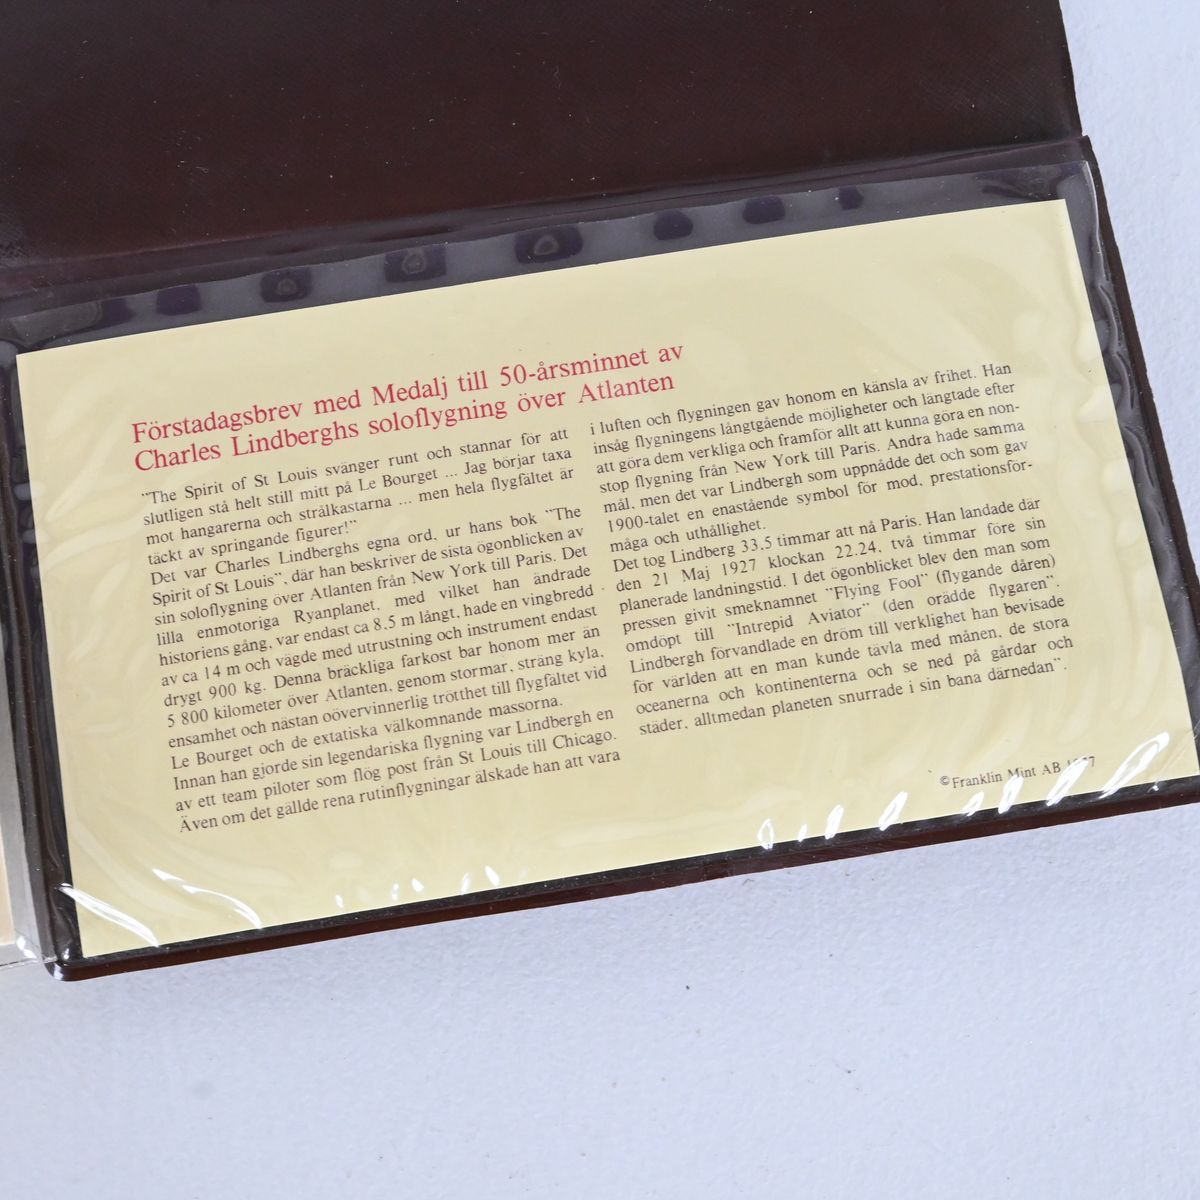 Förstadagsbrev med Medalj till 50-årsminnet av
Charles Lindberghs soloflygning över Atlanten
"The Spirit of St Louis svänger runt och stannar för att
slutligen stå helt still mitt på Le Bourget ... Jag börjar taxa
mot hangarerna och strålkastarna ... men hela flygfältet är
täckt av springande figurer!"
Det var Charles Lindberghs egna ord, ur hans bok "The
Spirit of St Louis", där han beskriver de sista ögonblicken av
sin soloflygning över Atlanten från New York till Paris. Det
lilla enmotoriga Ryanplanet, med vilket han ändrade
historiens gång, var endast ca 8,5 m långt, hade en vingbredd
av ca 14 m och vägde med utrustning och instrument endast
drygt 900 kg. Denna bräckliga farkost bar honom mer än
5 800 kilometer över Atlanten, genom stormar, sträng kyla,
ensamhet och nästan oövervinnerlig trötthet till flygfältet vid
Le Bourget och de extatiska välkomnande massorna.
Innan han gjorde sin legendariska flygning var Lindbergh en
av ett team piloter som flög post från St Louis till Chicago.
Även om det gällde rena rutinflygningar älskade han att vara
i luften och flygningen gav honom en känsla av frihet. Han
insåg flygningens långtgående möjligheter och längtade efter
att göra dem verkliga och framför allt att kunna göra en non-
stop flygning från New York till Paris. Andra hade samma
mål, men det var Lindbergh som uppnådde det och som gav
1900-talet en enastående symbol för mod, prestationsför-
måga och uthållighet.
Det tog Lindberg 33,5 timmar att nå Paris. Han landade där
den 21 Maj 1927 klockan 22.24, två timmar före sin
planerade landningstid. I det ögonblicket blev den man som
pressen givit smeknamnet "Flying Fool" (flygande dåren)
omdöpt till "Intrepid Aviator" (den orädde flygaren".
Lindbergh förvandlade en dröm till verklighet han bevisade
för världen att en man kunde tävla med månen, de stora
oceanerna och kontinenterna och se ned på gårdar och
städer, alltmedan planeten snurrade i sin bana därnedan".
© Franklin Mint AB